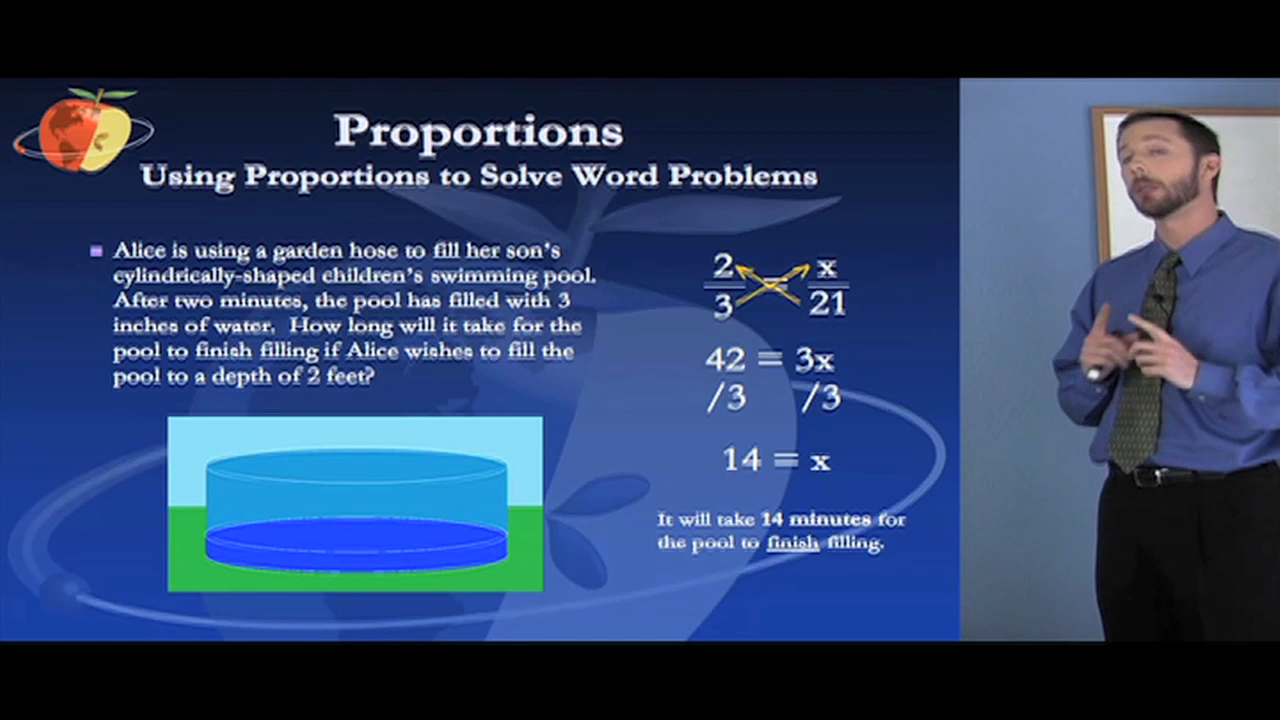 Proportions
Using Proportions to Solve Word Problems
Alice is using a garden hose to fill her son's
cylindrically-shaped children's swimming pool.
After two minutes, the pool has filled with 3
inches of water. How long will it take for the
pool to finish filling if Alice wishes to fill the
pool to a depth of 2 feet?
2 = x
3 21
42 = 3x
/3 /3
14 = x
It will take 14 minutes for
the pool to finish filling.